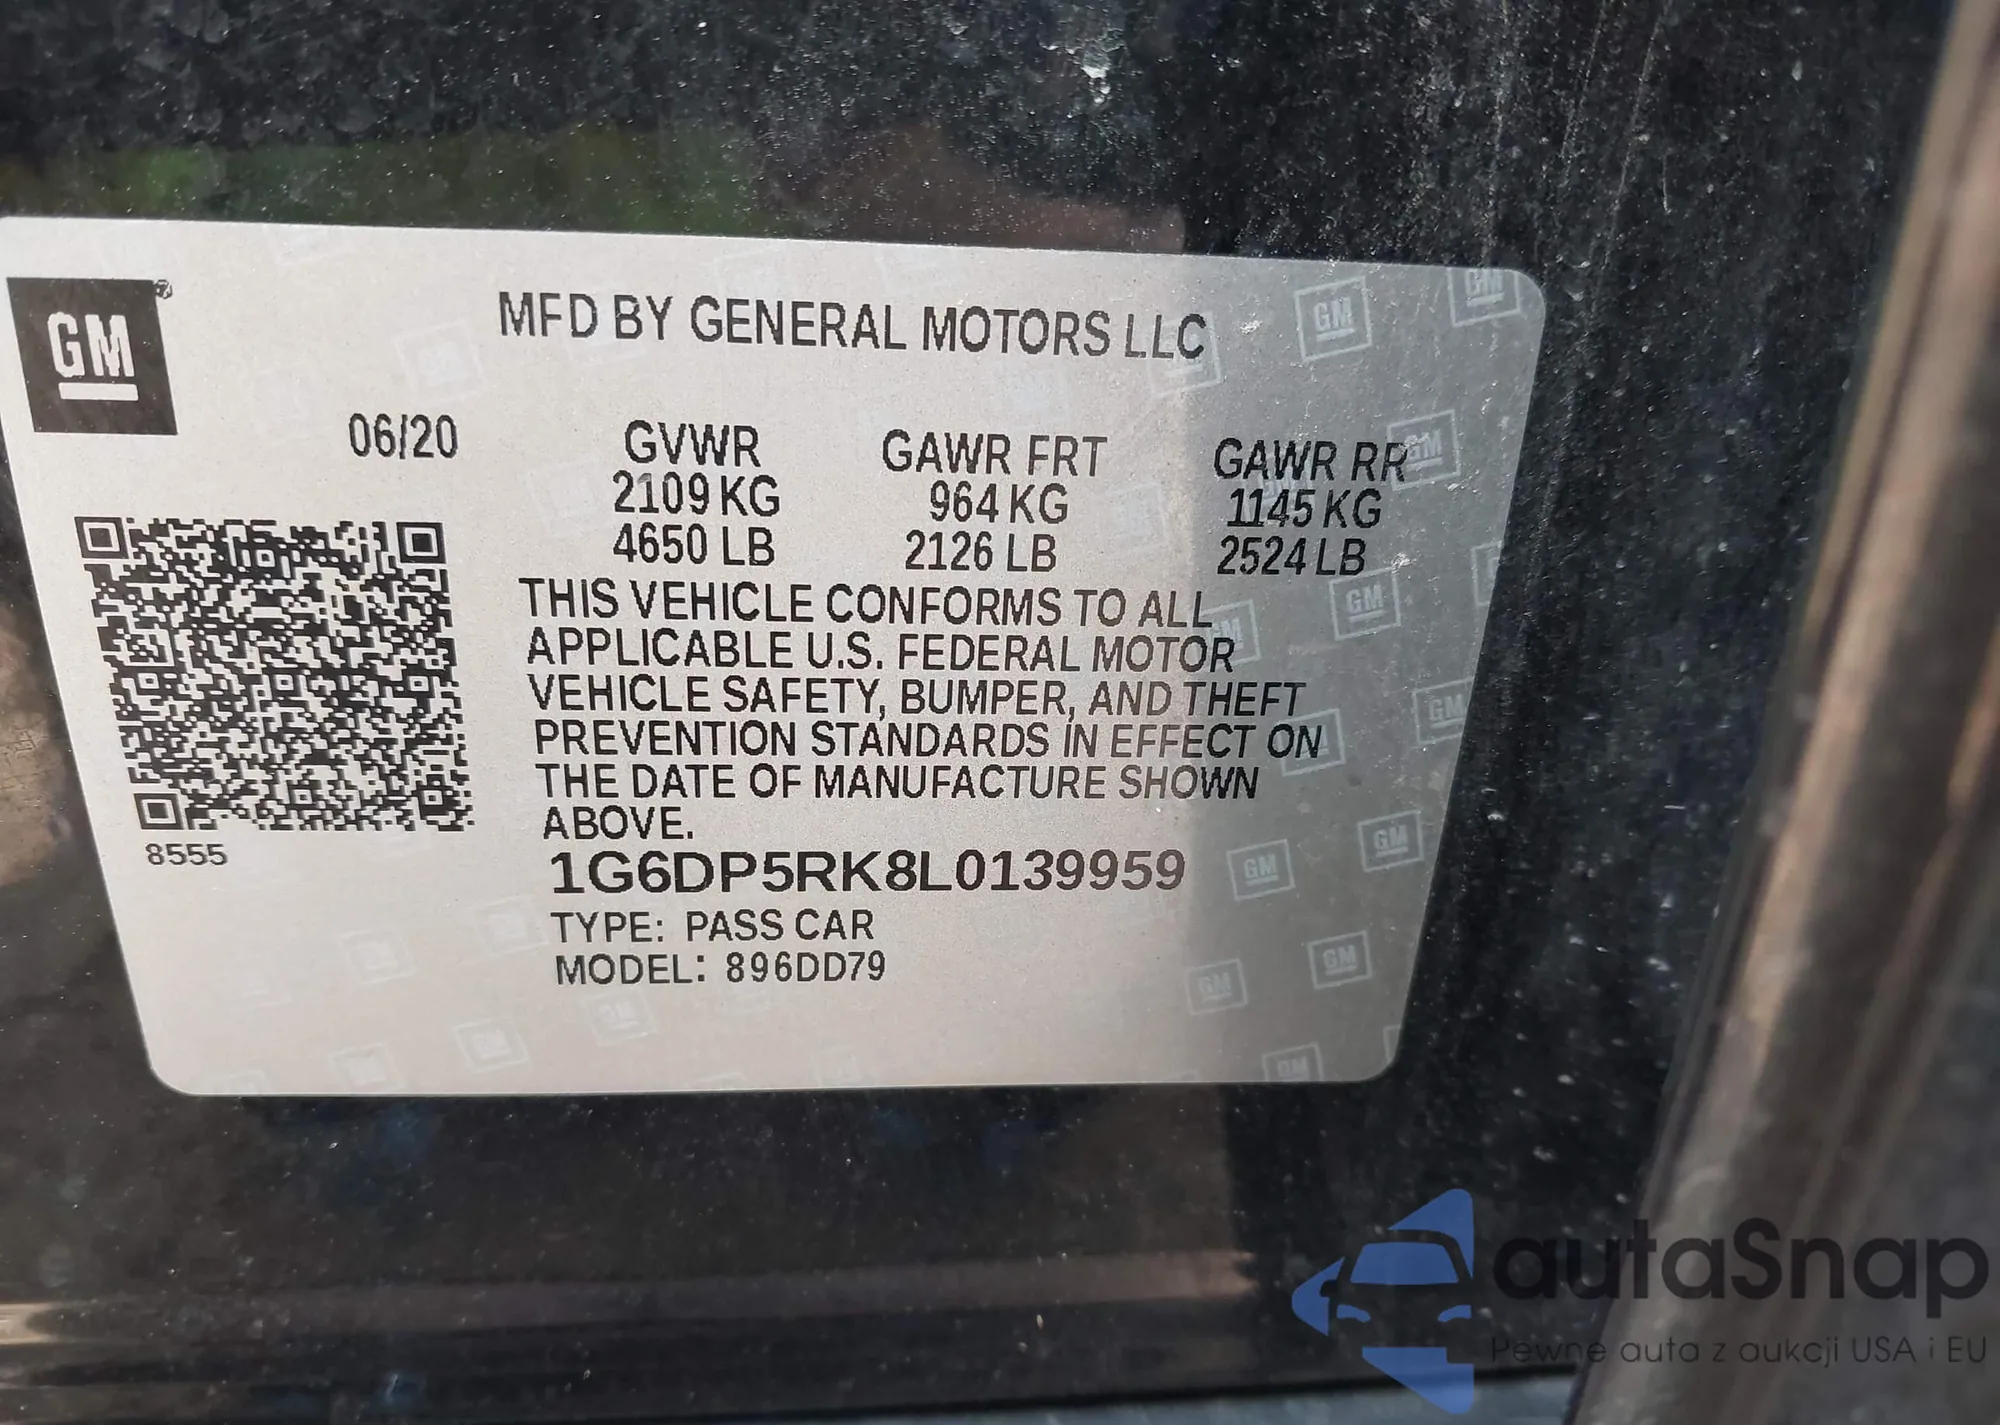 GM
MFD BY GENERAL MOTORS LLC
06/20
GVWR GAWR FRT GAWR RR
2109 KG 964 KG 1145 KG
4650 LB 2126 LB 2524 LB
THIS VEHICLE CONFORMS TO ALL
APPLICABLE U.S. FEDERAL MOTOR
VEHICLE SAFETY, BUMPER, AND THEFT
PREVENTION STANDARDS IN EFFECT ON
THE DATE OF MANUFACTURE SHOWN
ABOVE.
8555
1G6DP5RK8L0139959
TYPE: PASS CAR
MODEL: 896DD79
autaSnap
Pewne auta z aukcji USA i EU